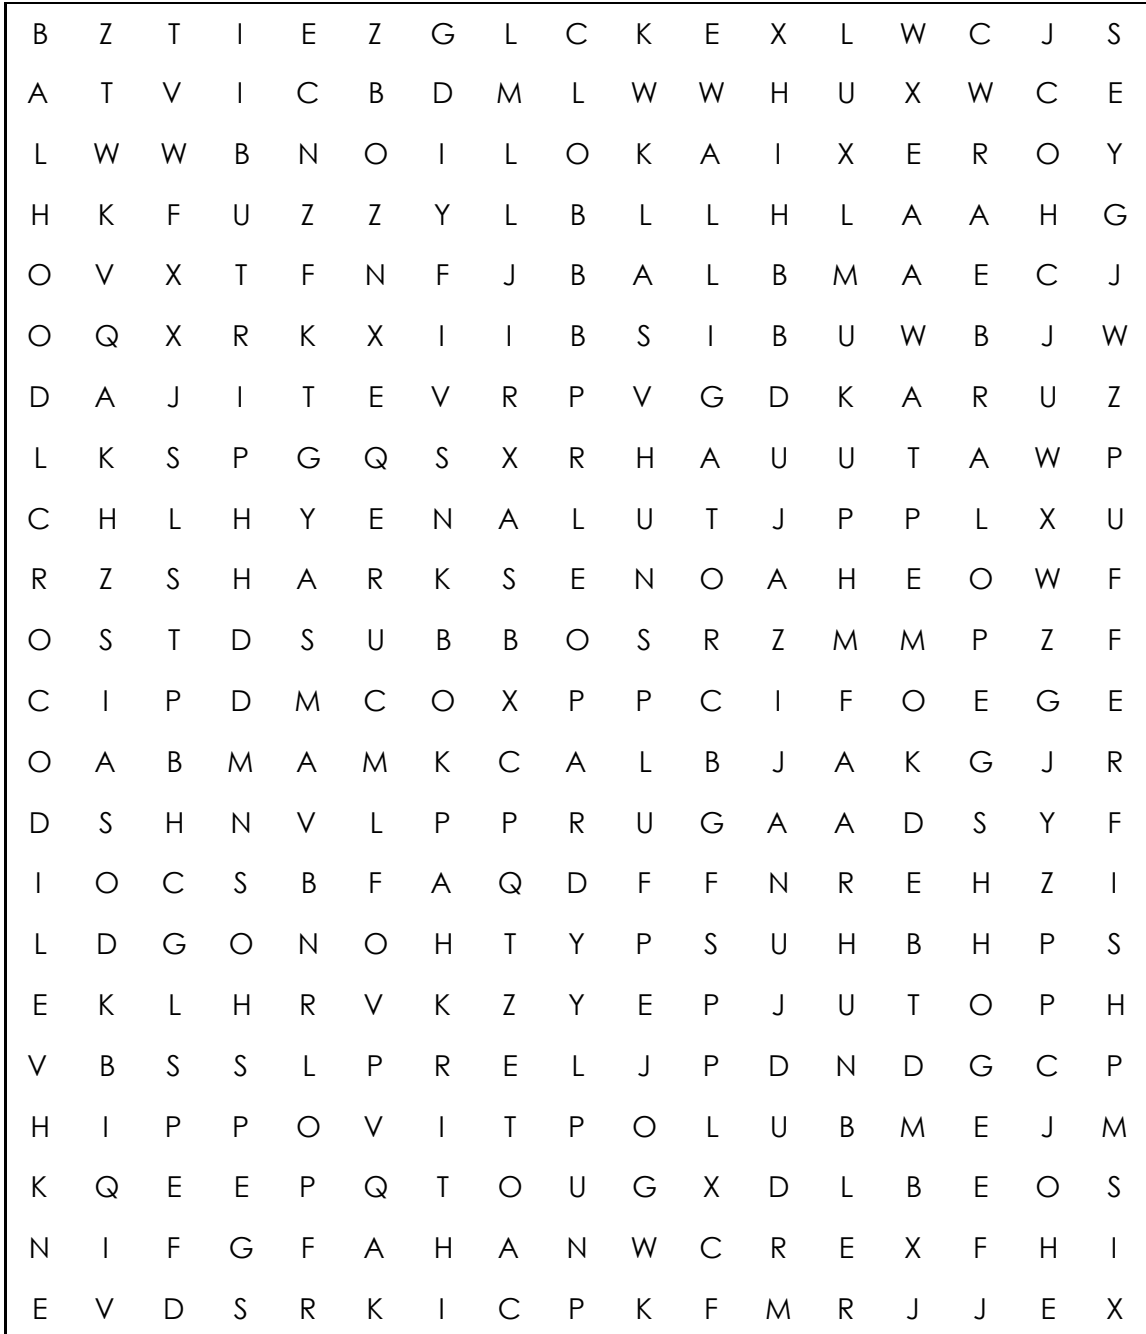 B Z T I E Z G L C K E X L W C J S
A T V I C B D M L W W H U X W C E
L W W B N O I L O K A I X E R O Y
H K F U Z Z Y L B L L H L A A H G
O V X T F N F J B A L B M A E C J
O Q X R K X I I B S I B U W B J W
D A J I T E V R P V G D K A R U Z
L K S P G Q S X R H A U U T A W P
C H L H Y E N A L U T J P P L X U
R Z S H A R K S E N O A H E O W F
O S T D S U B B O S R Z M M P Z F
C I P D M C O X P P C I F O E G E
O A B M A M K C A L B J A K G J R
D S H N V L P P R U G A A D S Y F
I O C S B F A Q D F F N R E H Z I
L D G O N O H T Y P S U H B H P S
E K L H R V K Z Y E P J U T O P H
V B S S L P R E L J P D N D G C P
H I P P O V I T P O L U B M E J M
K Q E E P Q T O U G X D L B E O S
N I F G F A H A N W C R E X F H I
E V D S R K I C P K F M R J J E X